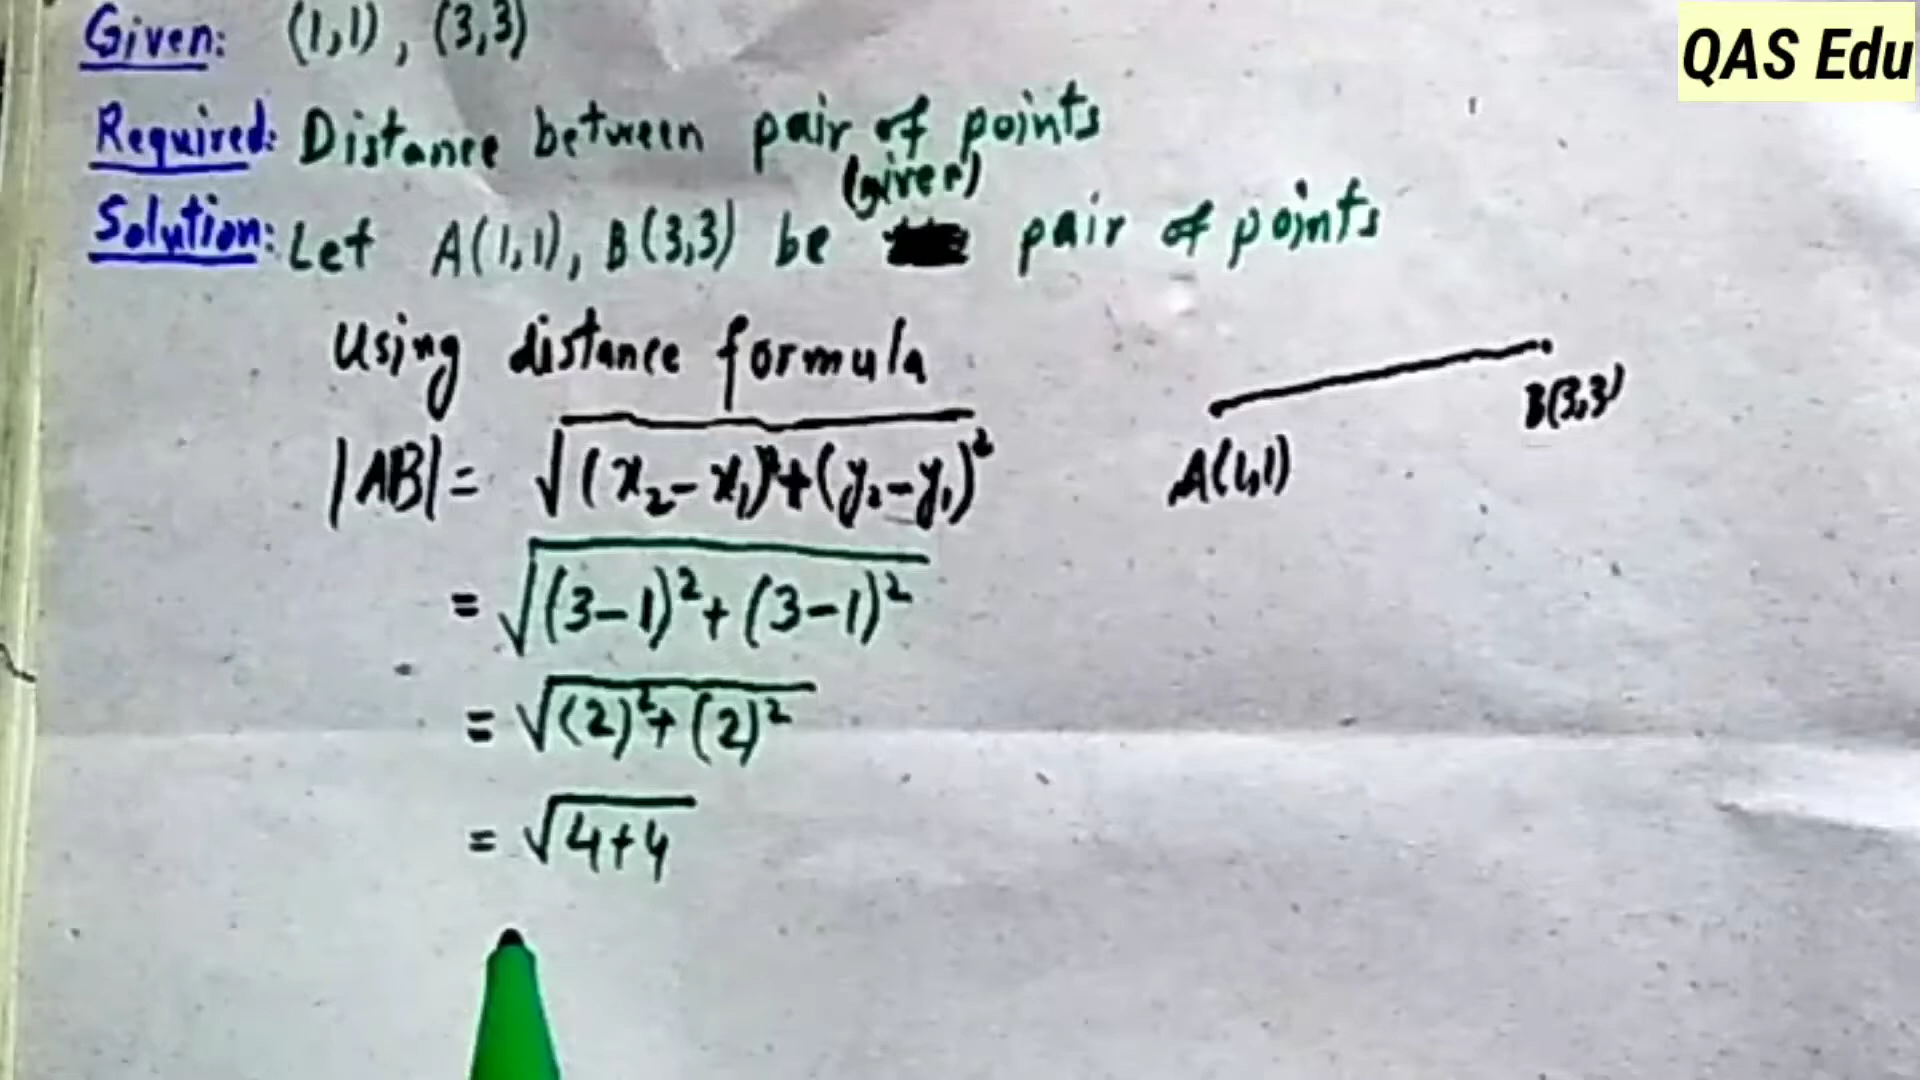 QAS Edu
Given: (1,1), (3,3)
Required: Distance between pair of points
(given)
Solution: Let A(1,1), B(3,3) be pair of points
Using distance formula
|AB| = √(x₂-x₁)²+(y₂-y₁)²
= √(3-1)²+(3-1)²
= √(2)²+(2)²
= √4+4
B(3,3)
A(1,1)